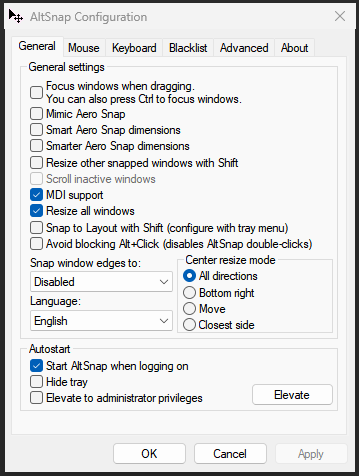 AltSnap Configuration
General Mouse Keyboard Blacklist Advanced About
General settings
Focus windows when dragging.
You can also press Ctrl to focus windows.
Mimic Aero Snap
Smart Aero Snap dimensions
Smarter Aero Snap dimensions
Resize other snapped windows with Shift
Scroll inactive windows
MDI support
Resize all windows
Snap to Layout with Shift (configure with tray menu)
Avoid blocking Alt+Click (disables AltSnap double-clicks)
Snap window edges to:
Disabled
Language:
English
Center resize mode
All directions
Bottom right
Move
Closest side
Autostart
Start AltSnap when logging on
Hide tray
Elevate to administrator privileges
Elevate
OK Cancel Apply